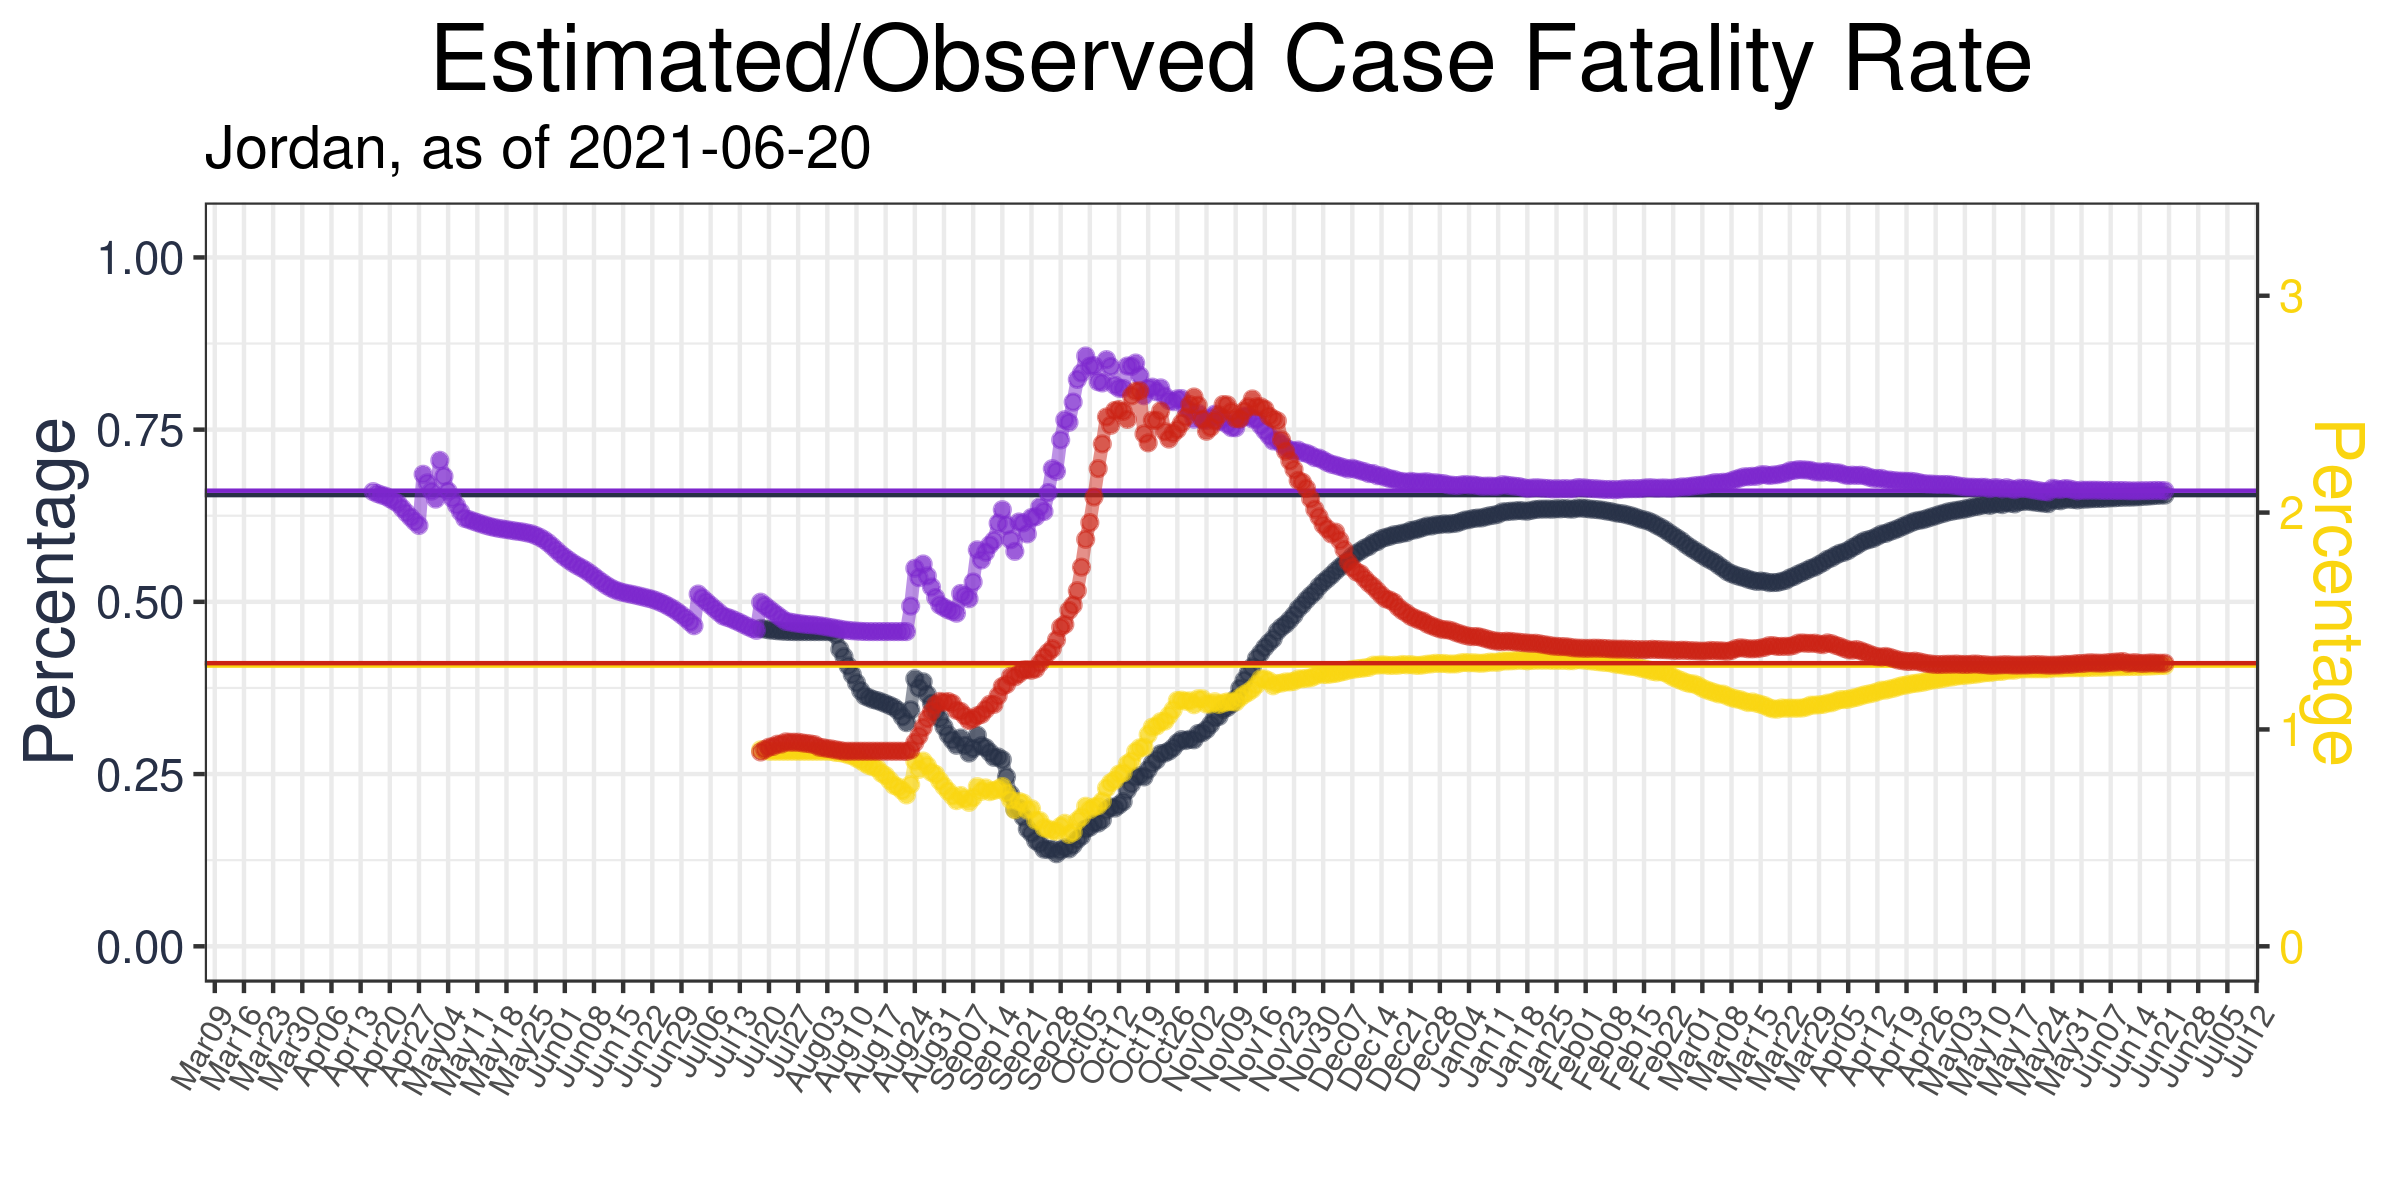 Estimated/Observed Case Fatality Rate
Jordan, as of 2021-06-20
Percentage
1.00
0.75
0.50
0.25
0.00
3
2
1
0
Percentage
Mar09
Mar16
Mar23
Mar30
Apr06
Apr13
Apr20
Apr27
May04
May11
May18
May25
Jun01
Jun08
Jun15
Jun22
Jun29
Jul06
Jul13
Jul20
Jul27
Aug03
Aug10
Aug17
Aug24
Aug31
Sep07
Sep14
Sep21
Sep28
Oct05
Oct12
Oct19
Oct26
Nov02
Nov09
Nov16
Nov23
Nov30
Dec07
Dec14
Dec21
Dec28
Jan04
Jan11
Jan18
Jan25
Feb01
Feb08
Feb15
Feb22
Mar01
Mar08
Mar15
Mar22
Mar29
Apr05
Apr12
Apr19
Apr26
May03
May10
May17
May24
May31
Jun07
Jun14
Jun21
Jun28
Jul05
Jul12